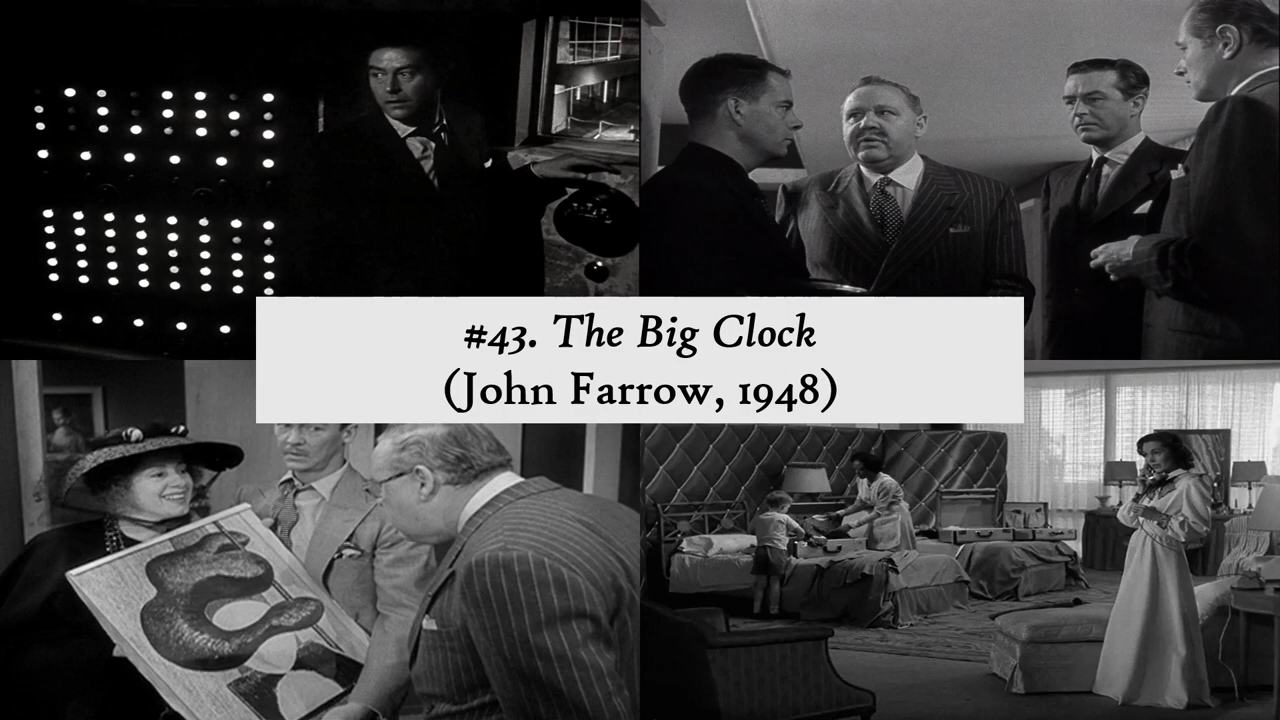 #43. The Big Clock
(John Farrow, 1948)